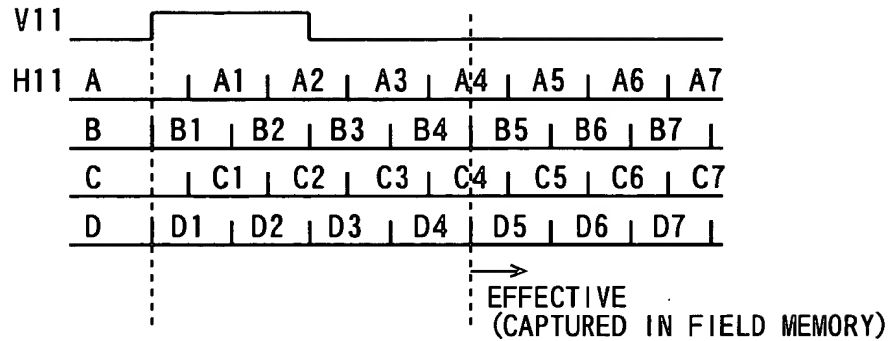 V11
H11 A A1 A2 A3 A4 A5 A6 A7
B B1 B2 B3 B4 B5 B6 B7
C C1 C2 C3 C4 C5 C6 C7
D D1 D2 D3 D4 D5 D6 D7
EFFECTIVE
(CAPTURED IN FIELD MEMORY)